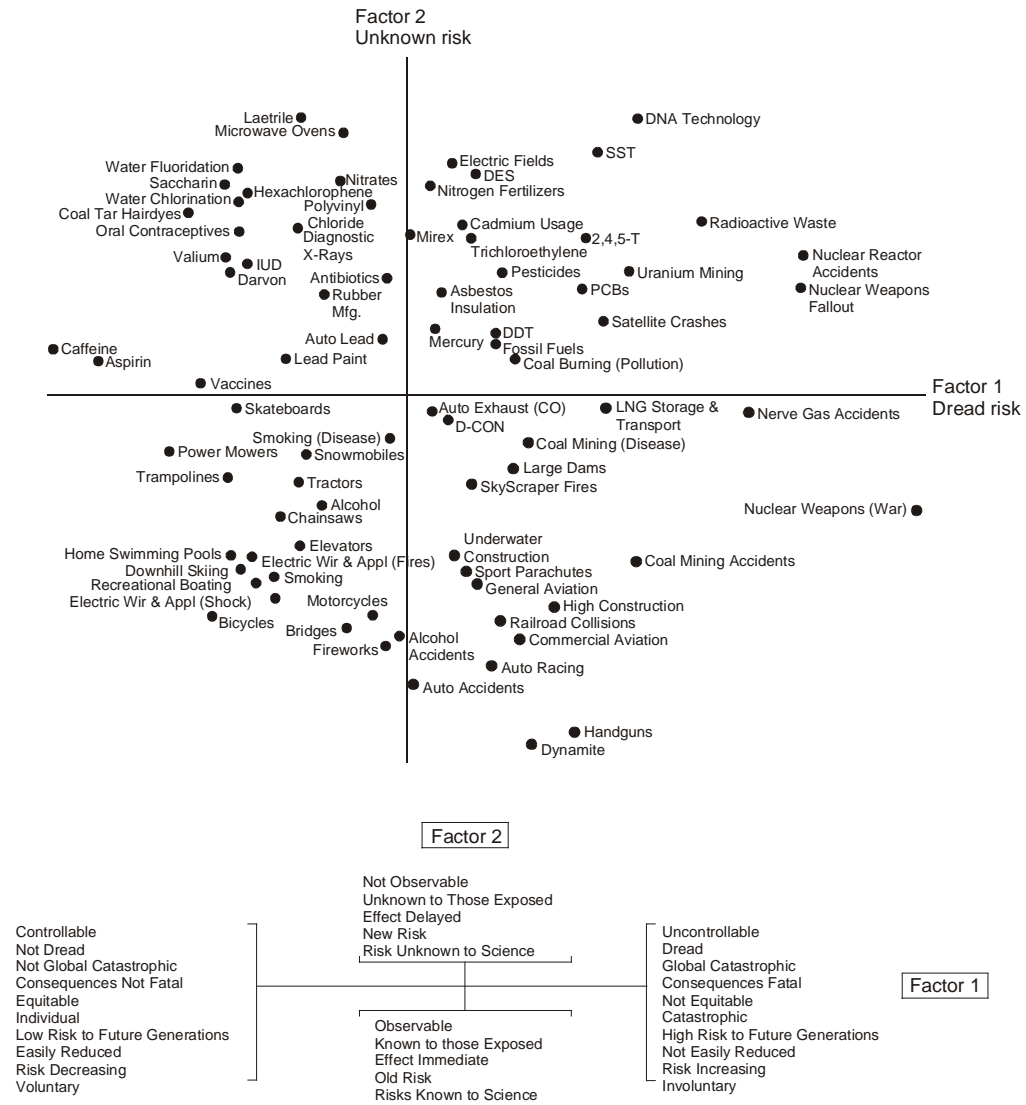 Factor 2
Unknown risk
Laetrile
Microwave Ovens
DNA Technology
SST
Electric Fields
DES
Nitrogen Fertilizers
Water Fluoridation
Saccharin
Nitrates
Hexachlorophene
Water Chlorination
Polyvinyl
Coal Tar Hairdyes
Oral Contraceptives
Chloride
Diagnostic
X-Rays
Mirex
Cadmium Usage
Trichloroethylene
2,4,5-T
Radioactive Waste
Valium
IUD
Darvon
Antibiotics
Rubber
Mfg.
Pesticides
Uranium Mining
Nuclear Reactor
Accidents
Asbestos
Insulation
PCBs
Nuclear Weapons
Fallout
Satellite Crashes
Auto Lead
Mercury
DDT
Fossil Fuels
Caffeine
Aspirin
Lead Paint
Coal Burning (Pollution)
Vaccines
Factor 1
Dread risk
Skateboards
Auto Exhaust (CO)
D-CON
LNG Storage &
Transport
Nerve Gas Accidents
Smoking (Disease)
Power Mowers
Snowmobiles
Coal Mining (Disease)
Large Dams
Trampolines
Tractors
SkyScraper Fires
Alcohol
Chainsaws
Nuclear Weapons (War)
Elevators
Home Swimming Pools
Electric Wir & Appl (Fires)
Underwater
Construction
Coal Mining Accidents
Downhill Skiing
Smoking
Sport Parachutes
Recreational Boating
General Aviation
Electric Wir & Appl (Shock)
Motorcycles
High Construction
Bicycles
Bridges
Railroad Collisions
Fireworks
Alcohol
Accidents
Commercial Aviation
Auto Racing
Auto Accidents
Handguns
Dynamite
Factor 2
Not Observable
Unknown to Those Exposed
Effect Delayed
New Risk
Risk Unknown to Science
Controllable
Not Dread
Not Global Catastrophic
Consequences Not Fatal
Equitable
Individual
Low Risk to Future Generations
Easily Reduced
Risk Decreasing
Voluntary
Uncontrollable
Dread
Global Catastrophic
Consequences Fatal
Not Equitable
Catastrophic
High Risk to Future Generations
Not Easily Reduced
Risk Increasing
Involuntary
Factor 1
Observable
Known to those Exposed
Effect Immediate
Old Risk
Risks Known to Science